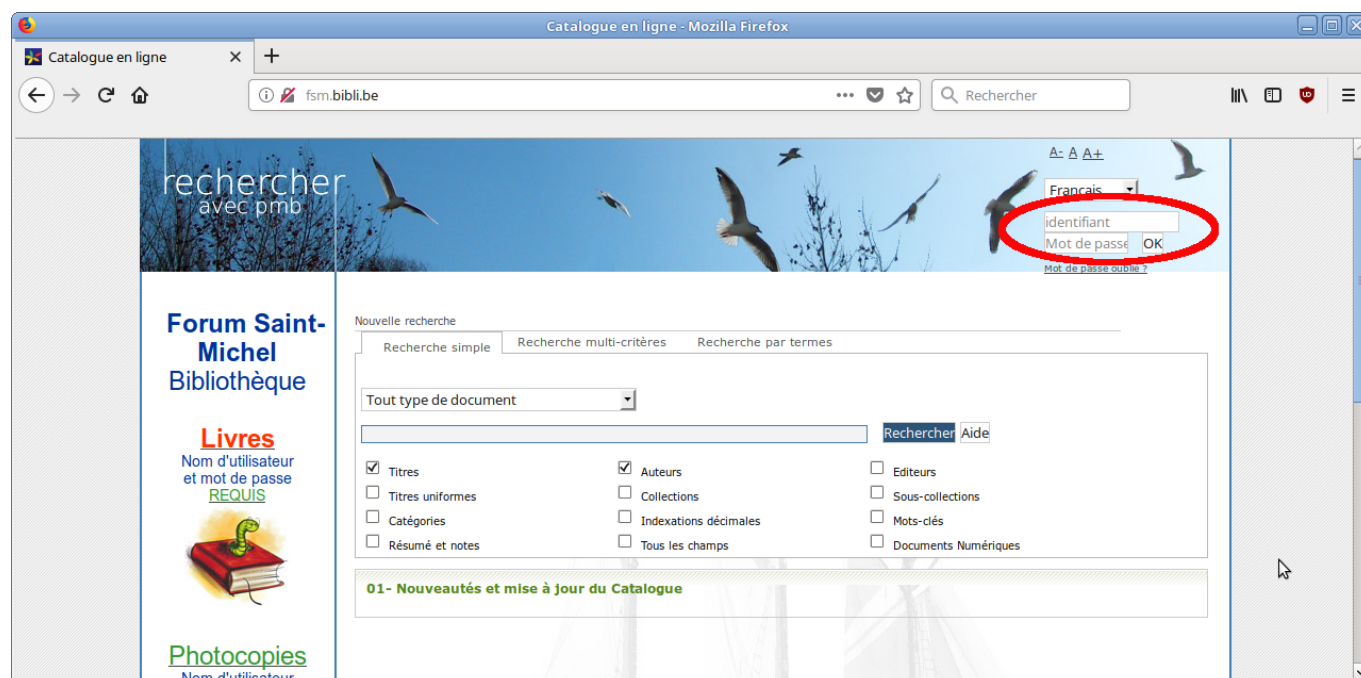 Catalogue en ligne - Mozilla Firefox
Catalogue en ligne
fsm.bibli.be
Rechercher
rechercher
avec pmb
A- A A+
Français
identifiant
Mot de passe OK
Mot de passe oublié ?
Forum Saint-
Michel
Bibliothèque
Livres
Nom d'utilisateur
et mot de passe
REQUIS
Photocopies
Nom d'utilisateur
Nouvelle recherche
Recherche simple Recherche multi-critères Recherche par termes
Tout type de document
Rechercher Aide
Titres Auteurs Editeurs
Titres uniformes Collections Sous-collections
Catégories Indexations décimales Mots-clés
Résumé et notes Tous les champs Documents Numériques
01- Nouveautés et mise à jour du Catalogue